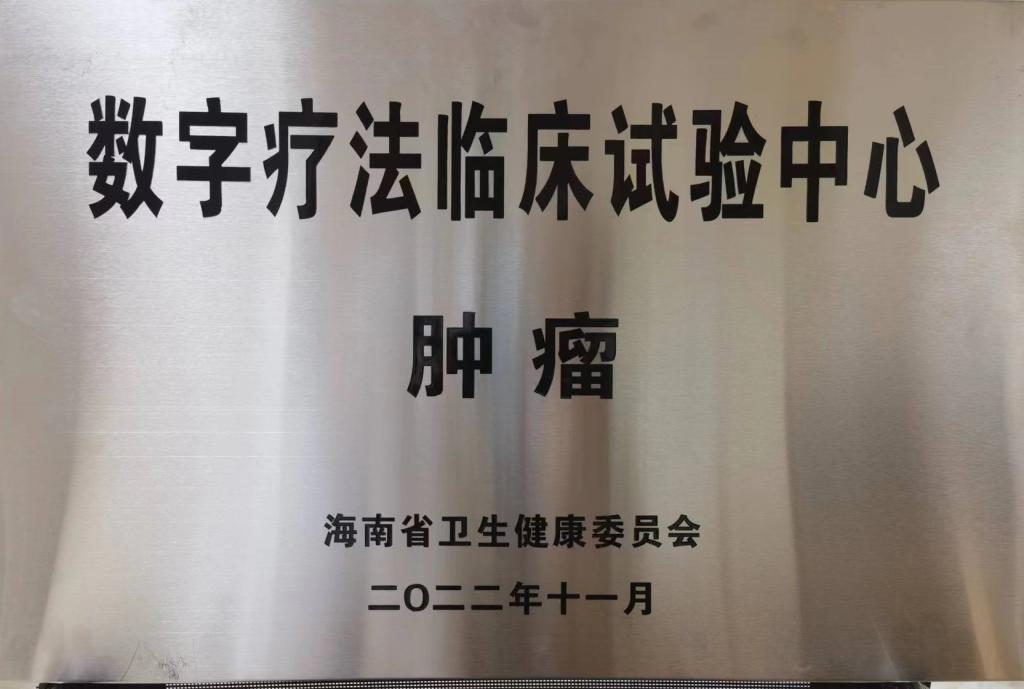 数字疗法临床试验中心
肿瘤
海南省卫生健康委员会
二〇二二年十一月